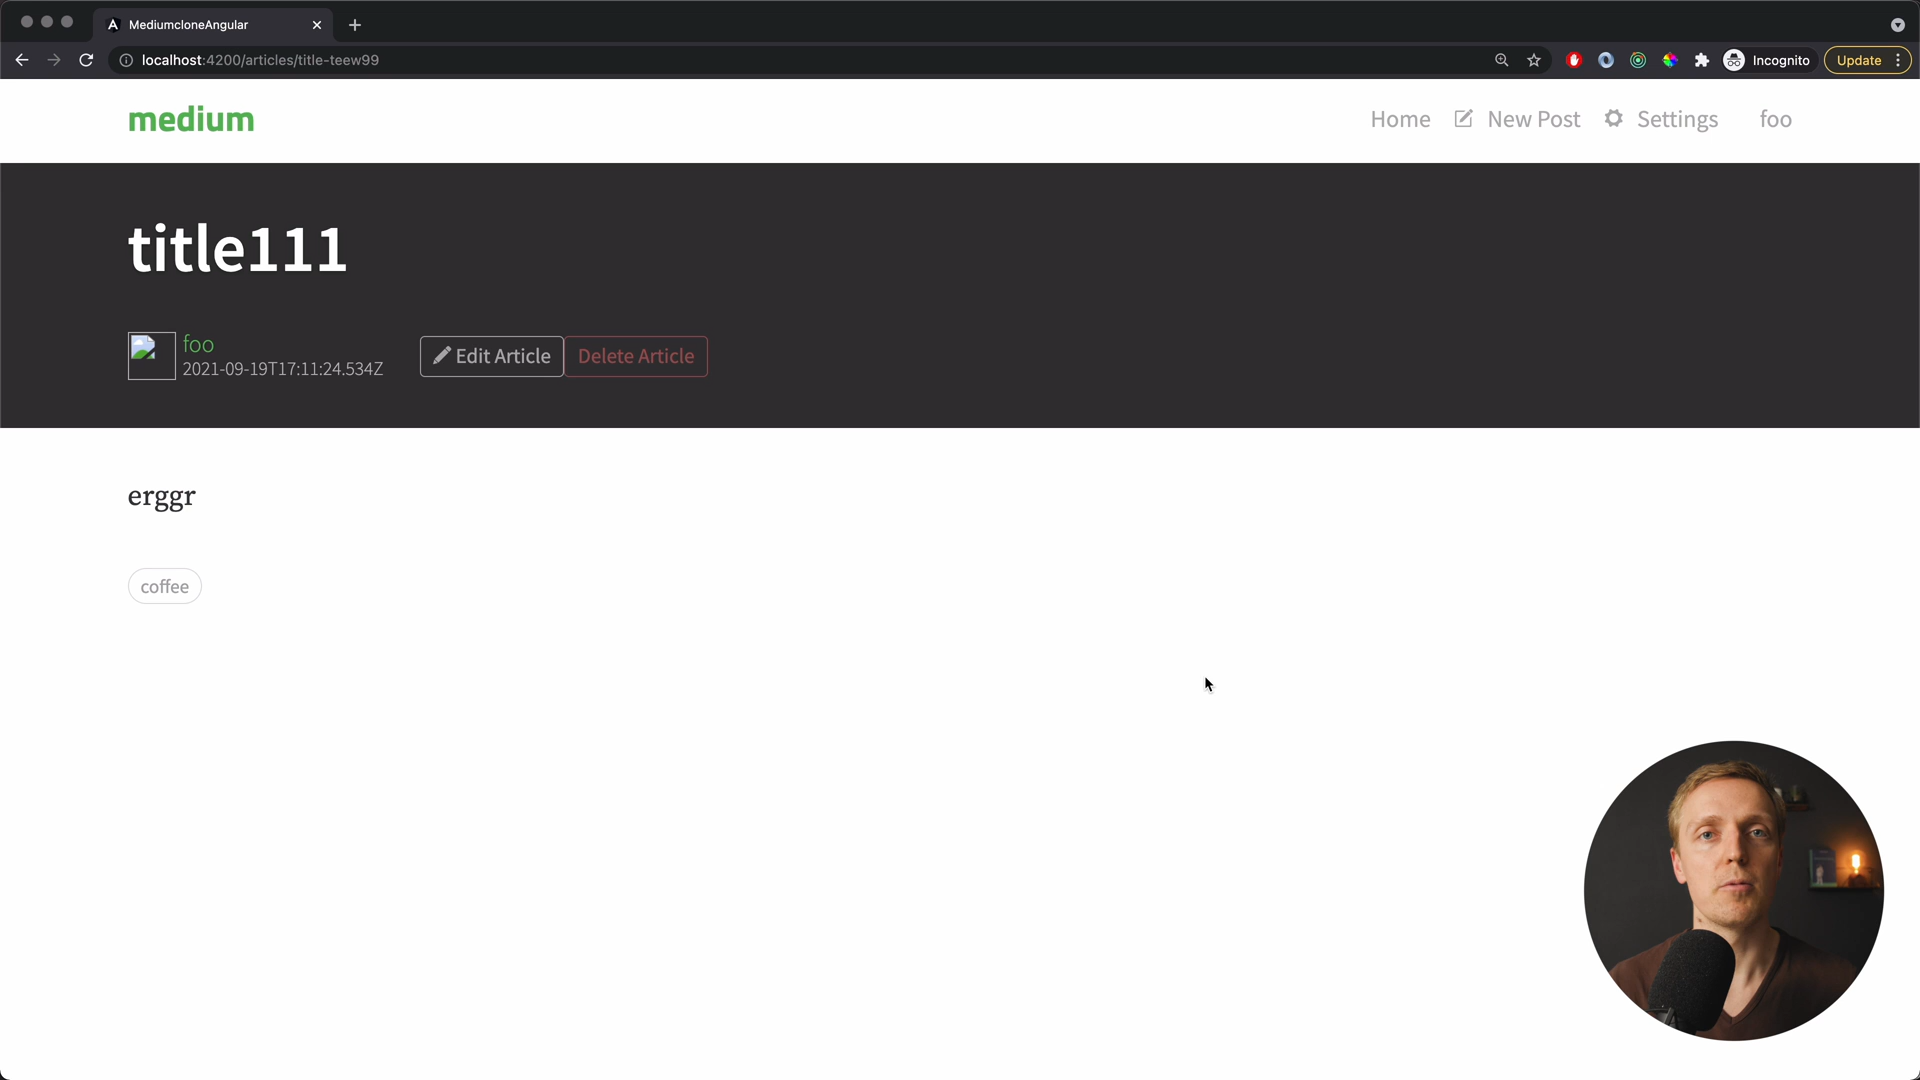 MediumcloneAngular
localhost:4200/articles/title-teew99
Incognito
Update
medium
Home
New Post
Settings
foo
title111
foo
2021-09-19T17:11:24.534Z
Edit Article
Delete Article
erggr
coffee